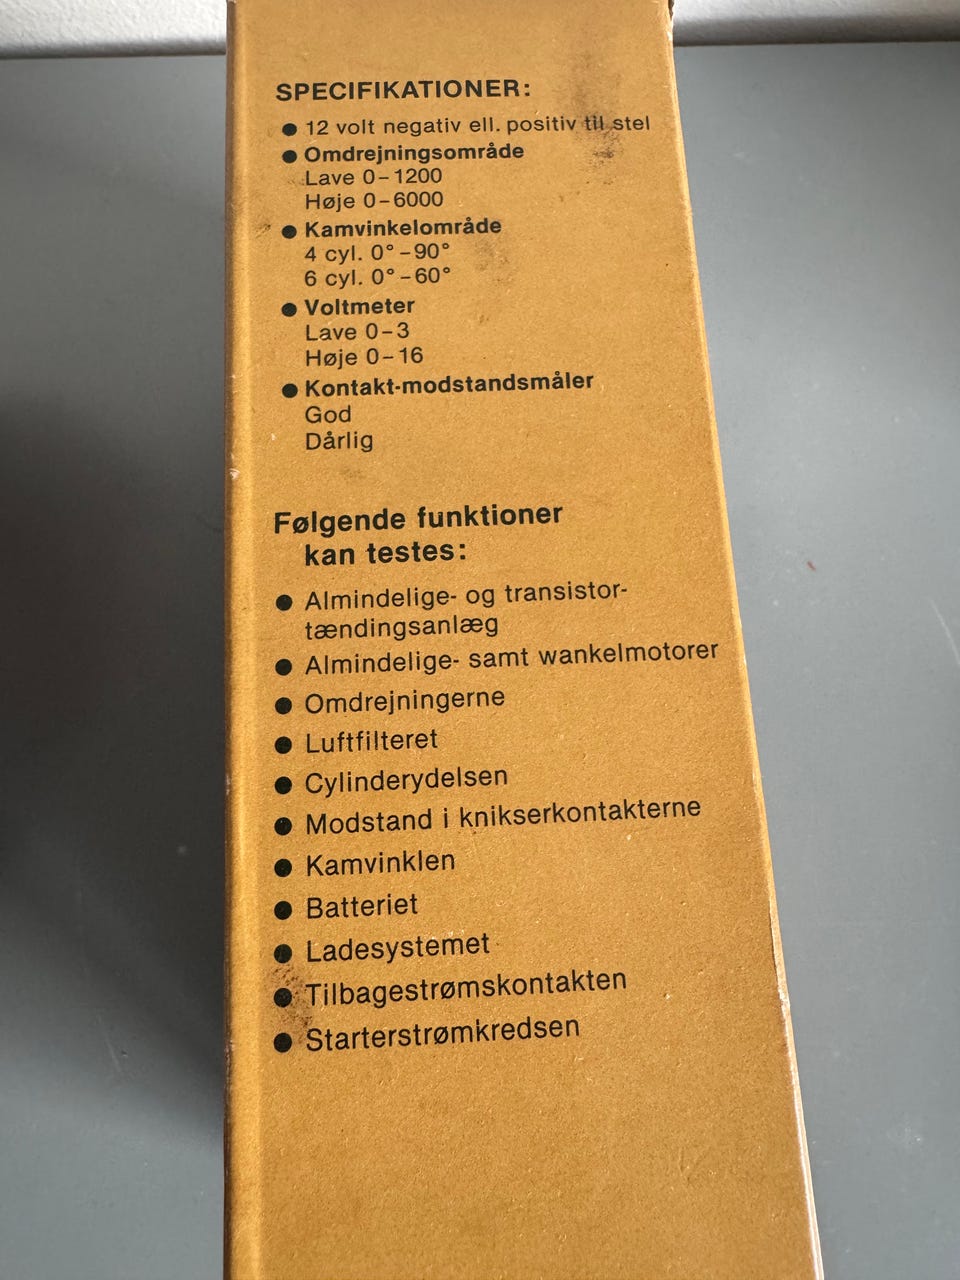 SPECIFIKATIONER:
● 12 volt negativ ell. positiv til stel
● Omdrejningsområde
Lave 0–1200
Høje 0–6000
● Kamvinkelområde
4 cyl. 0°–90°
6 cyl. 0°–60°
● Voltmeter
Lave 0–3
Høje 0–16
● Kontakt-modstandsmåler
God
Dårlig
Følgende funktioner
kan testes:
● Almindelige- og transistor-
tændingsanlæg
● Almindelige- samt wankelmotorer
● Omdrejningerne
● Luftfilteret
● Cylinderydelsen
● Modstand i knikserkontakterne
● Kamvinklen
● Batteriet
● Ladesystemet
● Tilbagestrømskontakten
● Starterstrømkredsen